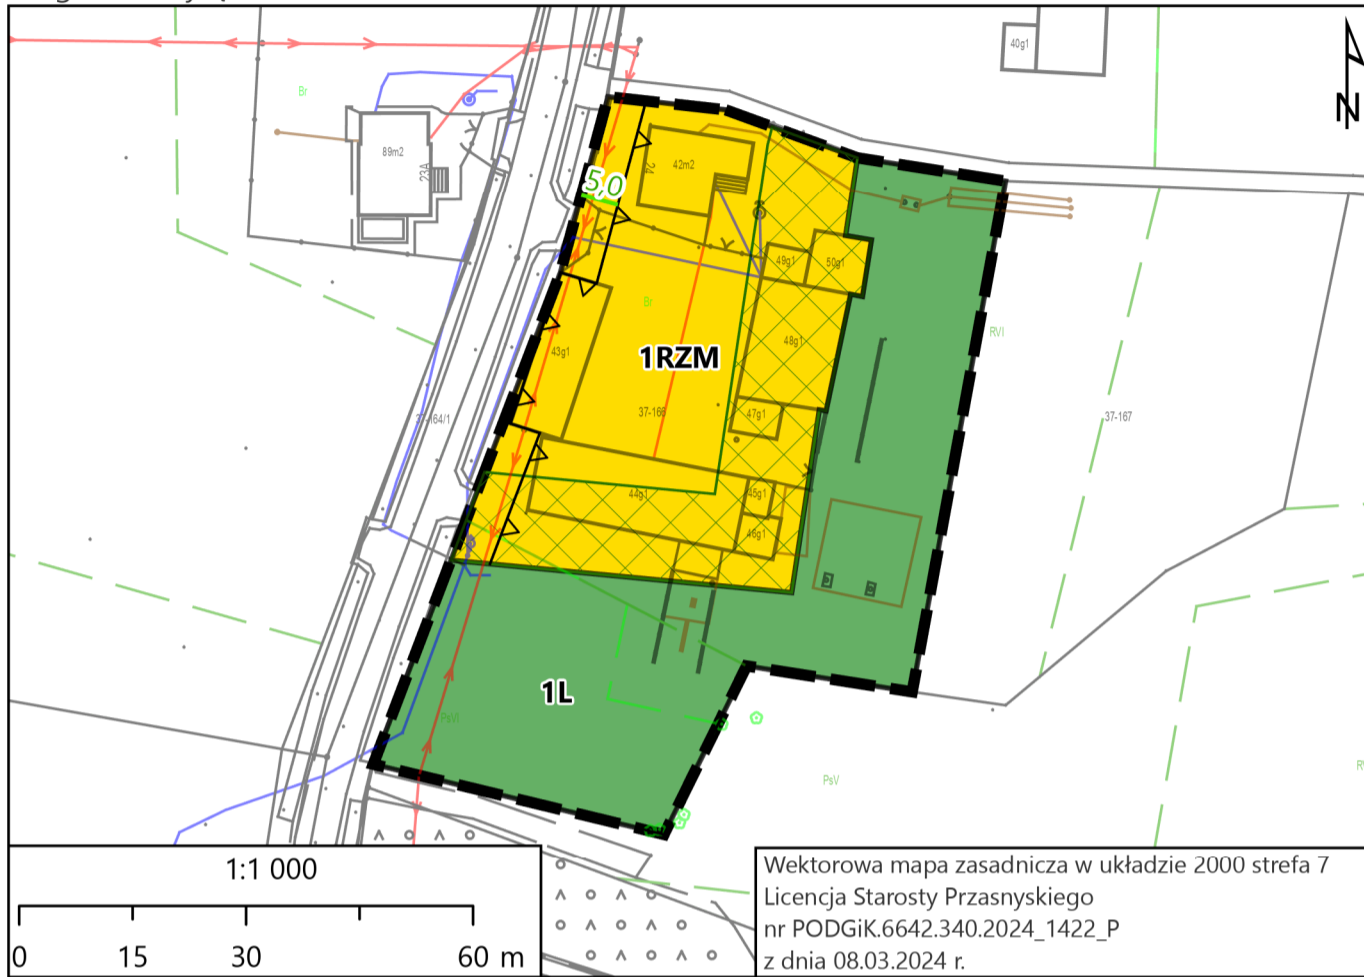 40g1
N
Br
89m2
23A
42m2
24
5,0
49g1
50g1
Br
RVI
43g1
48g1
1RZM
37-164/1
47g1
37-167
44g1
45g1
46g1
1L
PsVI
PsV
1:1 000
0 15 30 60 m
Wektorowa mapa zasadnicza w układzie 2000 strefa 7
Licencja Starosty Przasnyskiego
nr PODGiK.6642.340.2024_1422_P
z dnia 08.03.2024 r.